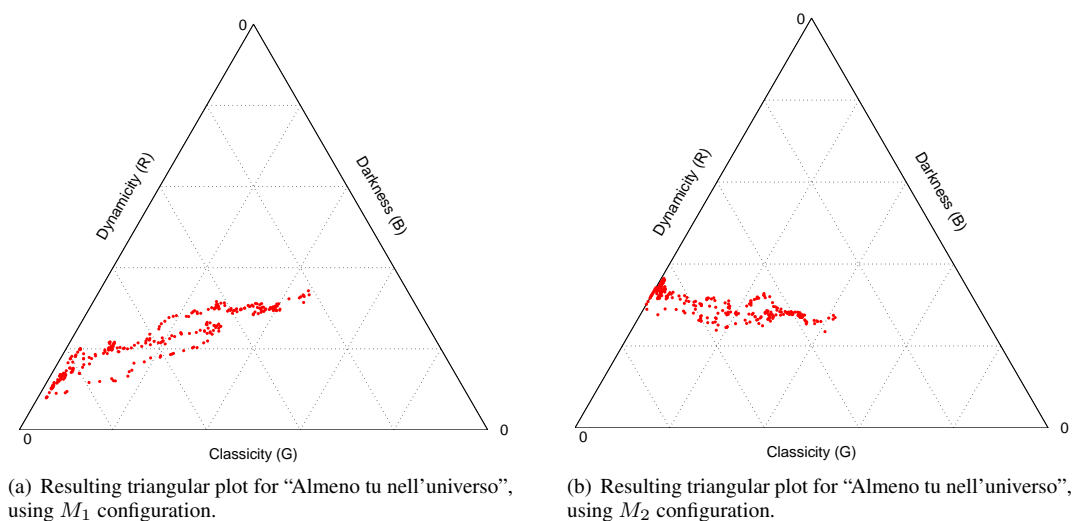 0
Dynamicity (R)
Darkness (B)
0
0
Classicity (G)
(a) Resulting triangular plot for “Almeno tu nell’universo”,
using M₁ configuration.
0
Dynamicity (R)
Darkness (B)
0
0
Classicity (G)
(b) Resulting triangular plot for “Almeno tu nell’universo”,
using M₂ configuration.